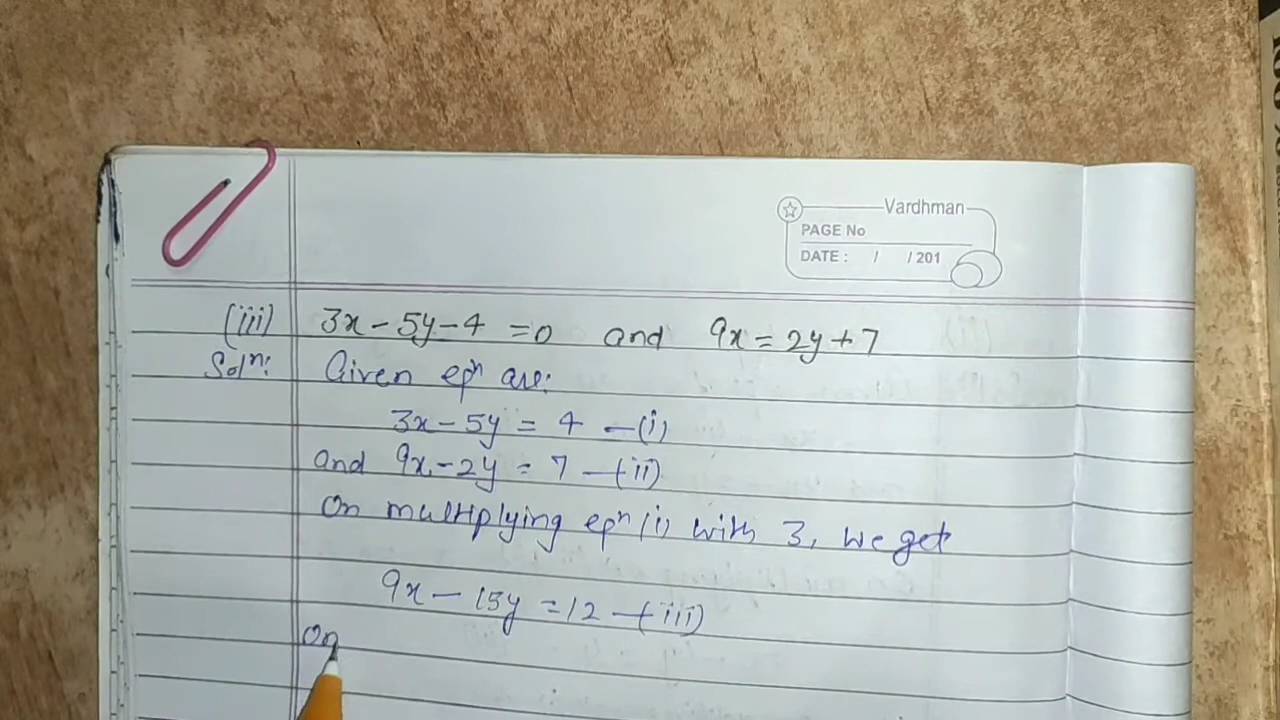 Vardhman
PAGE No
DATE : / / 201
(iii) 3x - 5y - 4 = 0 and 9x = 2y + 7
Solⁿ: Given eqⁿ are:
3x - 5y = 4 —(i)
and 9x - 2y = 7 —(ii)
On multiplying eqⁿ (i) with 3, we get
9x - 15y = 12 —(iii)
On